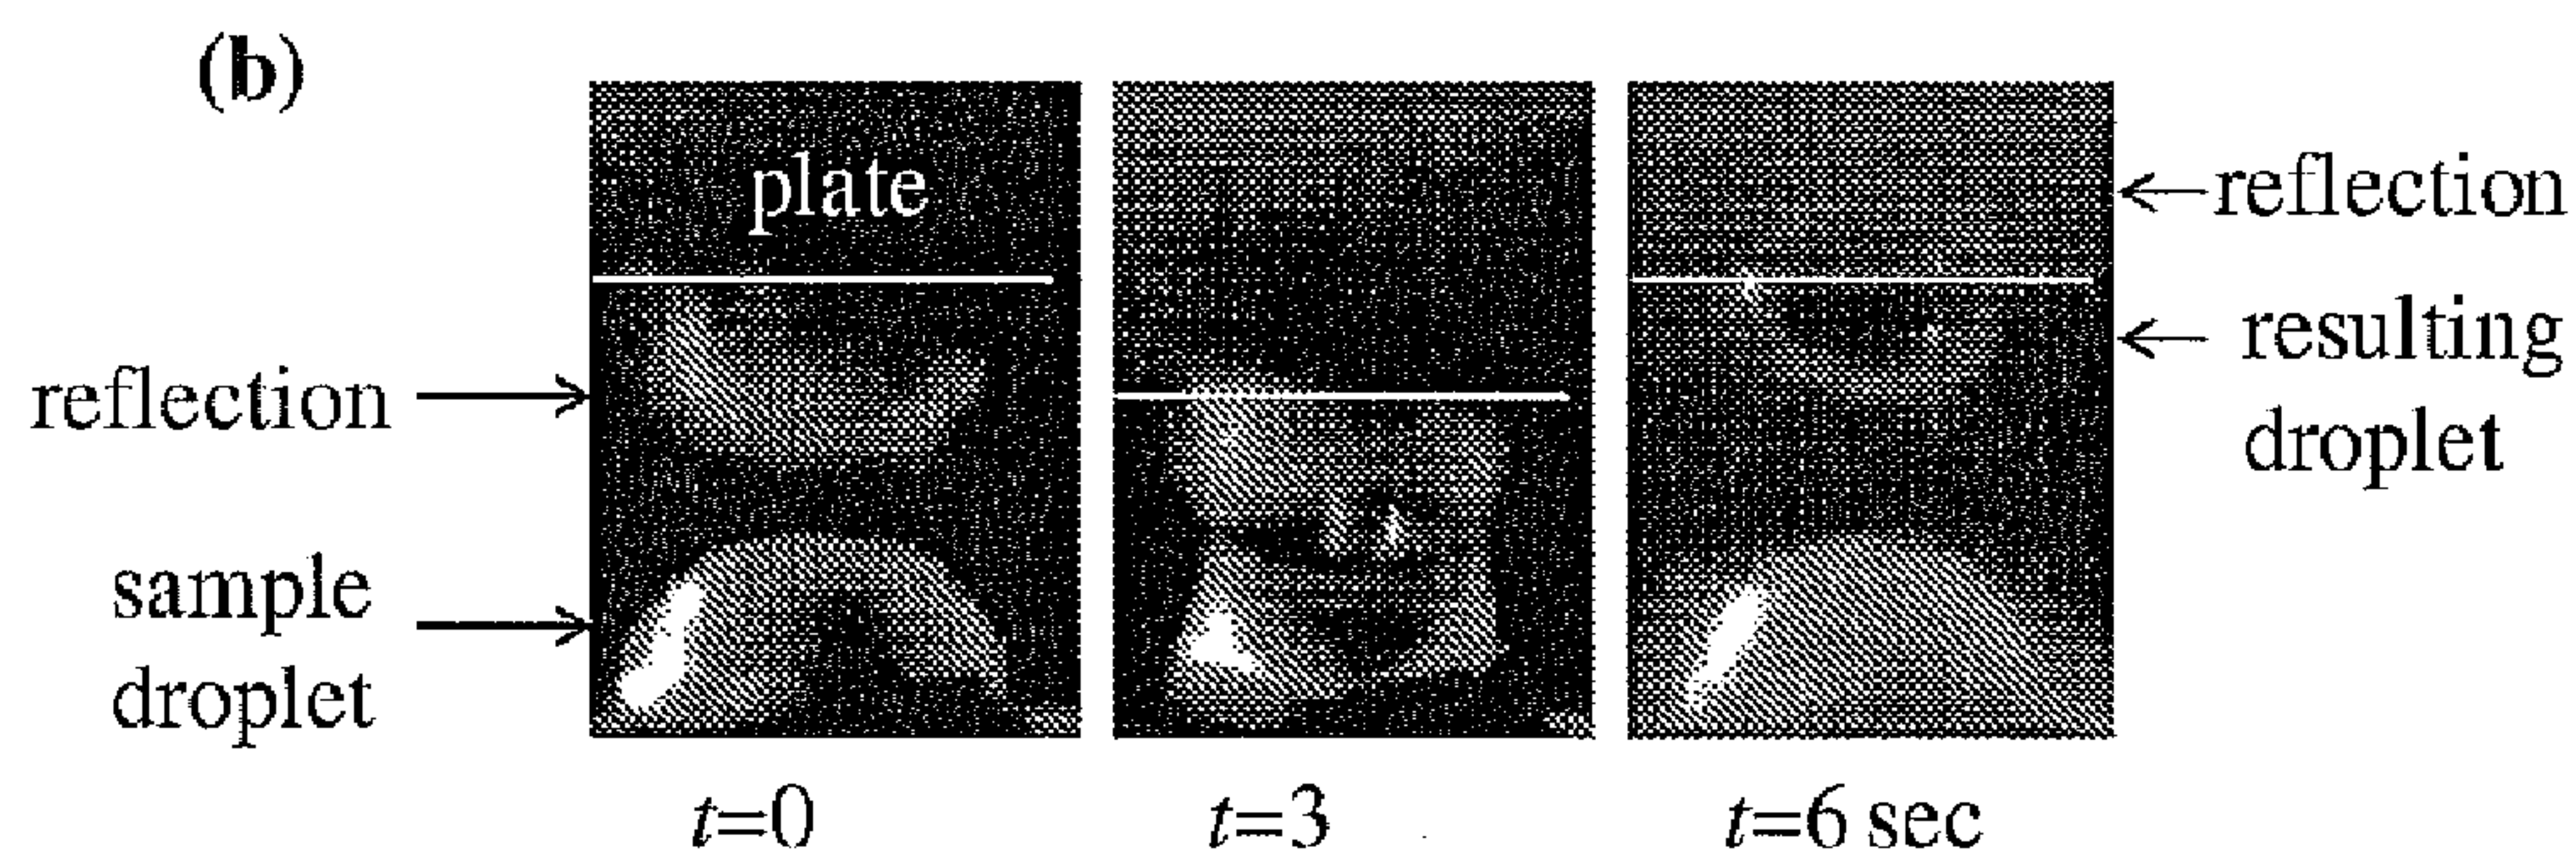 (b)
plate
reflection
sample
droplet
reflection
resulting
droplet
t=0
t=3
t=6 sec